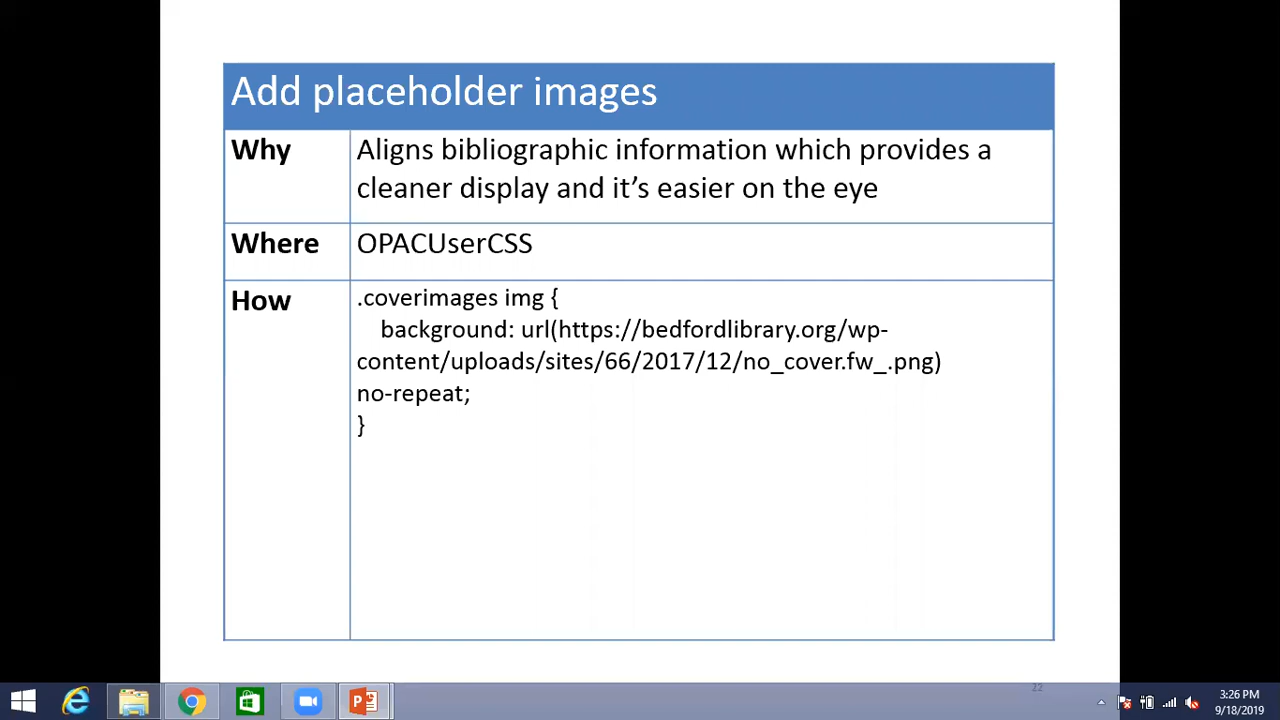 Add placeholder images
Why
Aligns bibliographic information which provides a
cleaner display and it’s easier on the eye
Where
OPACUserCSS
How
.coverimages img {
background: url(https://bedfordlibrary.org/wp-
content/uploads/sites/66/2017/12/no_cover.fw_.png)
no-repeat;
}
22
3:26 PM
9/18/2019